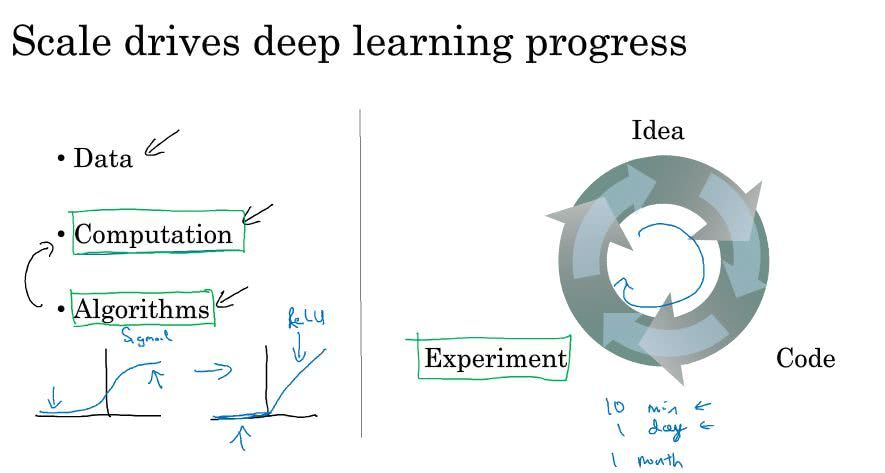 Scale drives deep learning progress
• Data
• Computation
• Algorithms
Sigmoid
ReLU
Idea
Experiment
Code
10 min
1 day
1 month